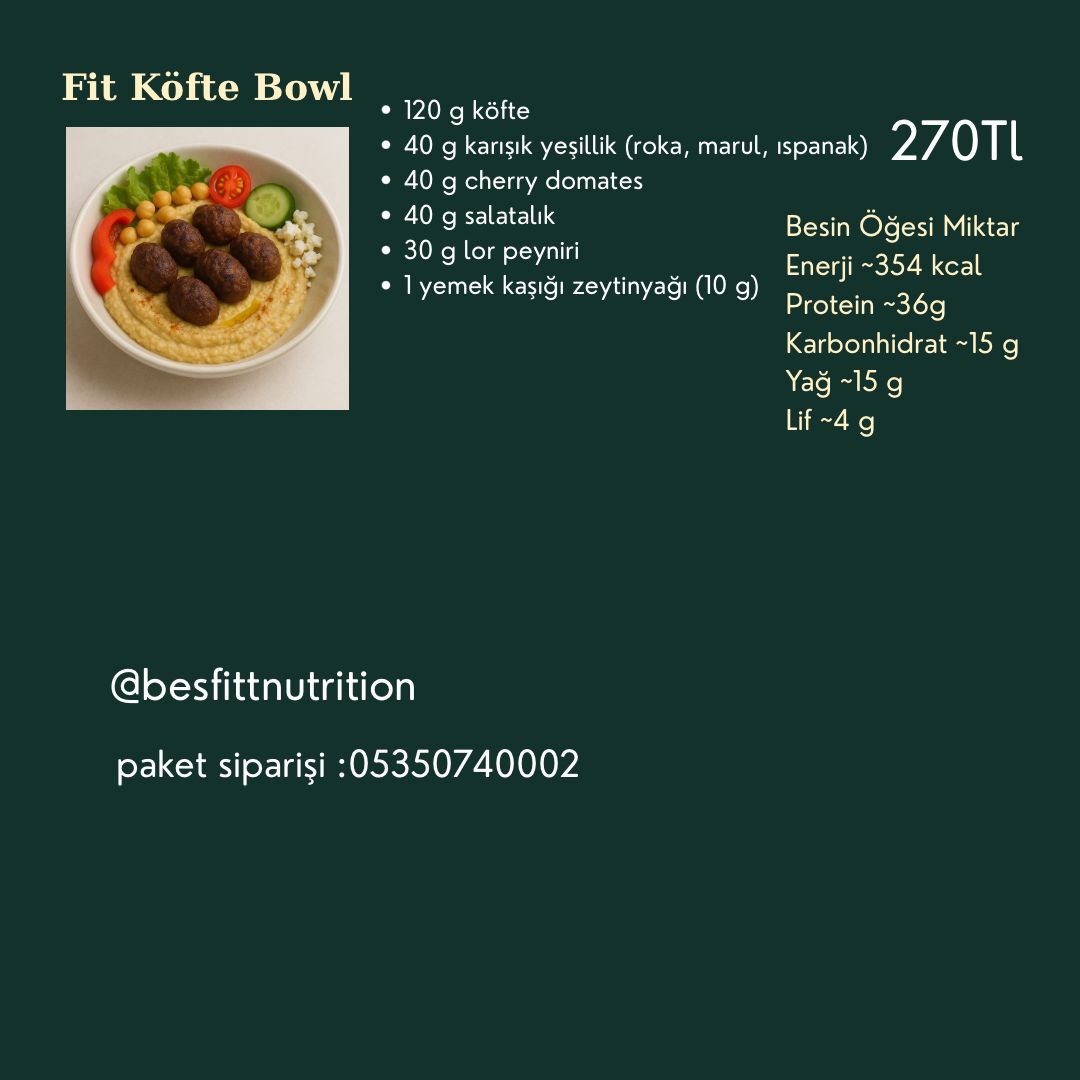 Fit Köfte Bowl
• 120 g köfte
• 40 g karışık yeşillik (roka, marul, ıspanak)
• 40 g cherry domates
• 40 g salatalık
• 30 g lor peyniri
• 1 yemek kaşığı zeytinyağı (10 g)
270Tl
Besin Öğesi Miktar
Enerji ~354 kcal
Protein ~36g
Karbonhidrat ~15 g
Yağ ~15 g
Lif ~4 g
@besfittnutrition
paket siparişi :05350740002